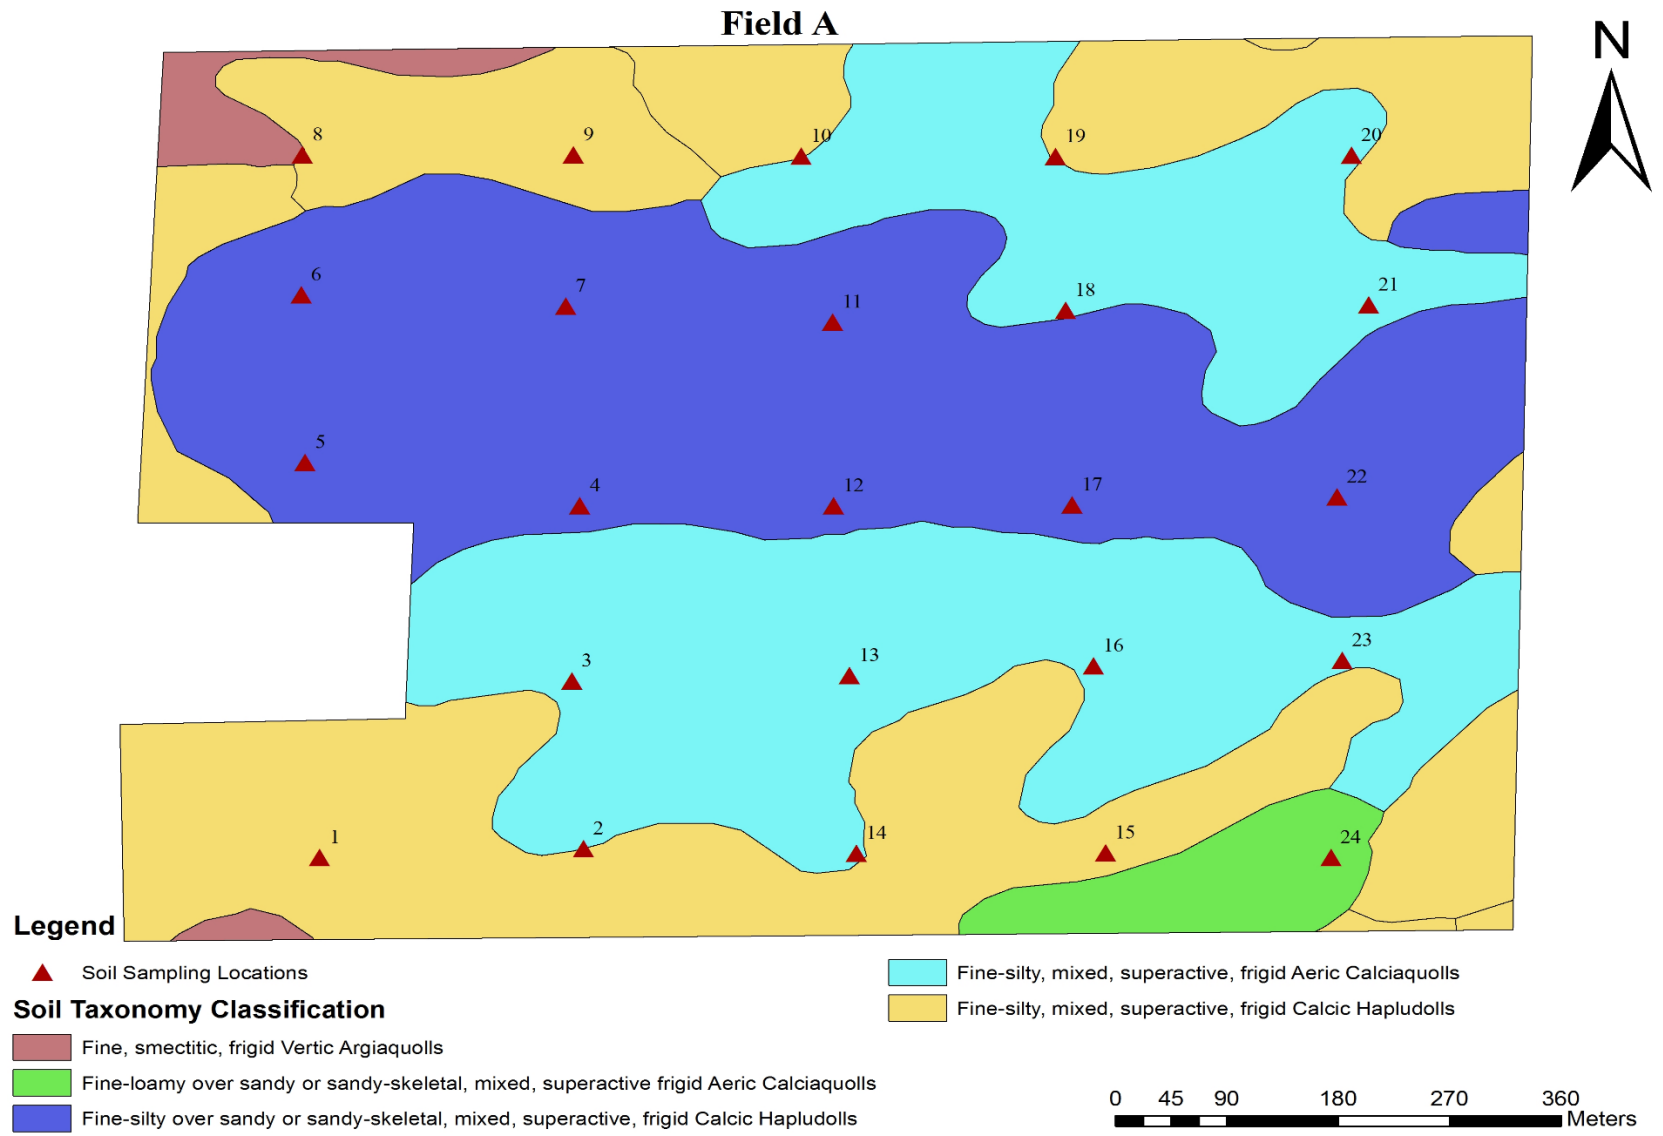 Field A
N
8
9
10
19
20
6
7
11
18
21
5
4
12
17
22
3
13
16
23
1
2
14
15
24
Legend
Soil Sampling Locations
Soil Taxonomy Classification
Fine, smectitic, frigid Vertic Argiaquolls
Fine-loamy over sandy or sandy-skeletal, mixed, superactive frigid Aeric Calciaquolls
Fine-silty over sandy or sandy-skeletal, mixed, superactive, frigid Calcic Hapludolls
Fine-silty, mixed, superactive, frigid Aeric Calciaquolls
Fine-silty, mixed, superactive, frigid Calcic Hapludolls
0 45 90 180 270 360
Meters